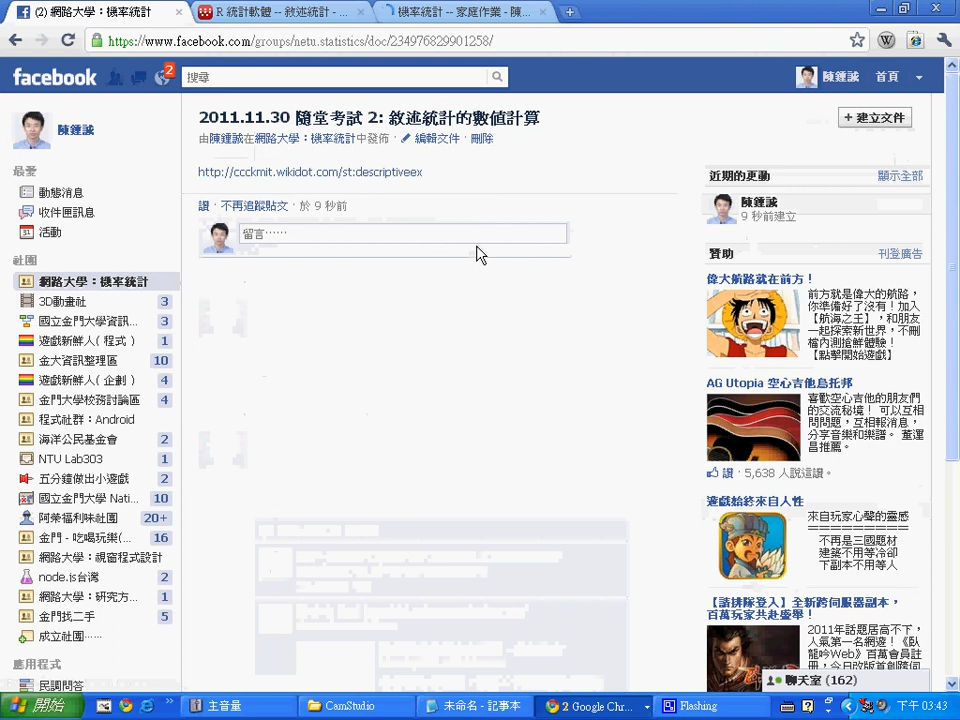 (2) 網路大學：機率統計
R 統計軟體 -- 敘述統計 - ...
機率統計 -- 家庭作業 - 陳...
https://www.facebook.com/groups/netu.statistics/doc/234976829901258/
facebook
2
搜尋
陳鍾誠
首頁
陳鍾誠
最愛
動態消息
收件匣訊息
活動
31
社團
網路大學：機率統計
3D動畫社 3
國立金門大學資訊... 3
遊戲新鮮人( 程式 ) 1
金大資訊整理區 10
遊戲新鮮人( 企劃 ) 4
金門大學校務討論區 4
程式社群：Android
海洋公民基金會 2
NTU Lab303 1
五分鐘做出小遊戲 2
國立金門大學 Nati... 10
阿榮福利味社團 20+
金門 - 吃喝玩樂(... 16
網路大學：視窗程式設計
node.js台灣 2
網路大學：研究方... 1
金門找二手 5
成立社團……
應用程式
民調問答
2011.11.30 隨堂考試 2: 敘述統計的數值計算
由陳鍾誠在網路大學：機率統計中發佈 · 編輯文件 · 刪除
http://ccckmit.wikidot.com/st:descriptiveex
讚 · 不再追蹤貼文 · 於 9 秒前
留言……
+ 建立文件
近期的更動 顯示全部
陳鍾誠
9 秒前建立
贊助 刊登廣告
偉大航路就在前方！
前方就是偉大的航路，
你準備好了沒有！加入
【航海之王】，和朋友
一起探索新世界，不刪
檔內測搶鮮體驗！
【點擊開始遊戲】
AG Utopia 空心吉他烏托邦
喜歡空心吉他的朋友們
的交流秘境！ 可以互相
問問題，互相報消息，
分享音樂和樂譜。 董運
昌推薦。
讚 · 5,638 人說這讚。
遊戲始終來自人性
來自玩家心聲的靈感
==========
不再是三國題材
建築不用等冷卻
下副本不用等人
【請排隊登入】全新跨伺服器副本，
百萬玩家共赴盛舉！
2011年話題居高不下，
人氣第一名網遊！《臥
龍吟Web》百萬會員註
冊，今日改版首創跨伺
聊天室 (162)
開始
主音量
CamStudio
未命名 - 記事本
2 Google Chr...
Flashing
下午 03:43